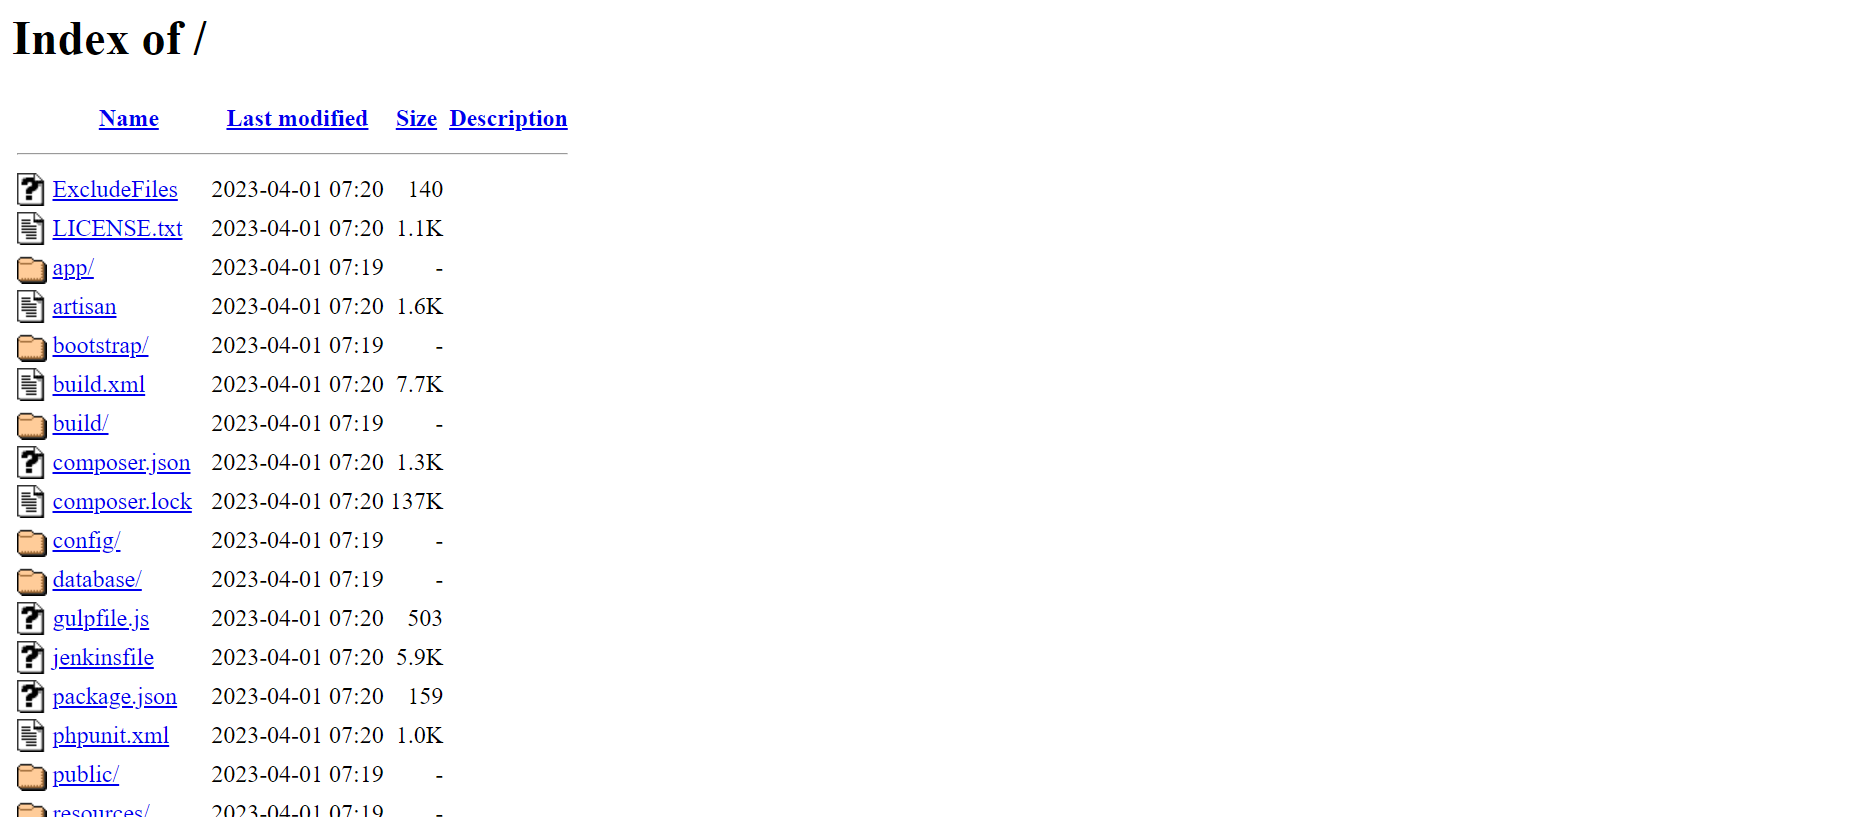 Index of /
Name Last modified Size Description
ExcludeFiles 2023-04-01 07:20 140
LICENSE.txt 2023-04-01 07:20 1.1K
app/ 2023-04-01 07:19 -
artisan 2023-04-01 07:20 1.6K
bootstrap/ 2023-04-01 07:19 -
build.xml 2023-04-01 07:20 7.7K
build/ 2023-04-01 07:19 -
composer.json 2023-04-01 07:20 1.3K
composer.lock 2023-04-01 07:20 137K
config/ 2023-04-01 07:19 -
database/ 2023-04-01 07:19 -
gulpfile.js 2023-04-01 07:20 503
jenkinsfile 2023-04-01 07:20 5.9K
package.json 2023-04-01 07:20 159
phpunit.xml 2023-04-01 07:20 1.0K
public/ 2023-04-01 07:19 -
resources/ 2023-04-01 07:19 -